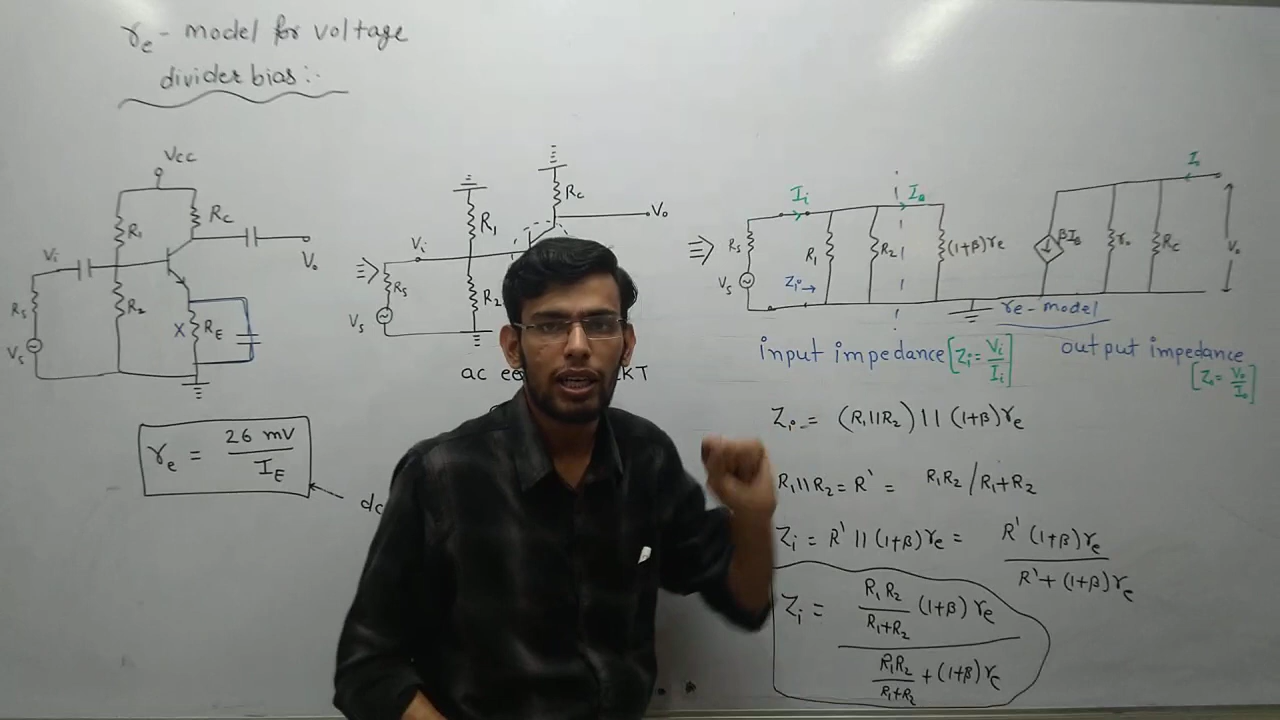 re - model for voltage
divider bias :-
Vcc
R1
RC
Vi
Vo
R2
Rs
X RE
Vs
re = 26 mV / IE
dc
RC
Vo
R1
Vi
Rs
R2
Vs
ac
CKT
Ii
Rs
R1
R2
(1+β)re
Zi →
Vs
βIB
ro
RC
Vo
re - model
input impedance [Zi = Vi/Ii]
output impedance
[Zo = Vo/Io]
Zi = (R1||R2) || (1+β)re
R1||R2 = R' = R1R2 / R1+R2
Zi = R' || (1+β)re = R' (1+β)re / R' + (1+β)re
Zi = R1R2/R1+R2 (1+β) re / R1R2/R1+R2 + (1+β)re